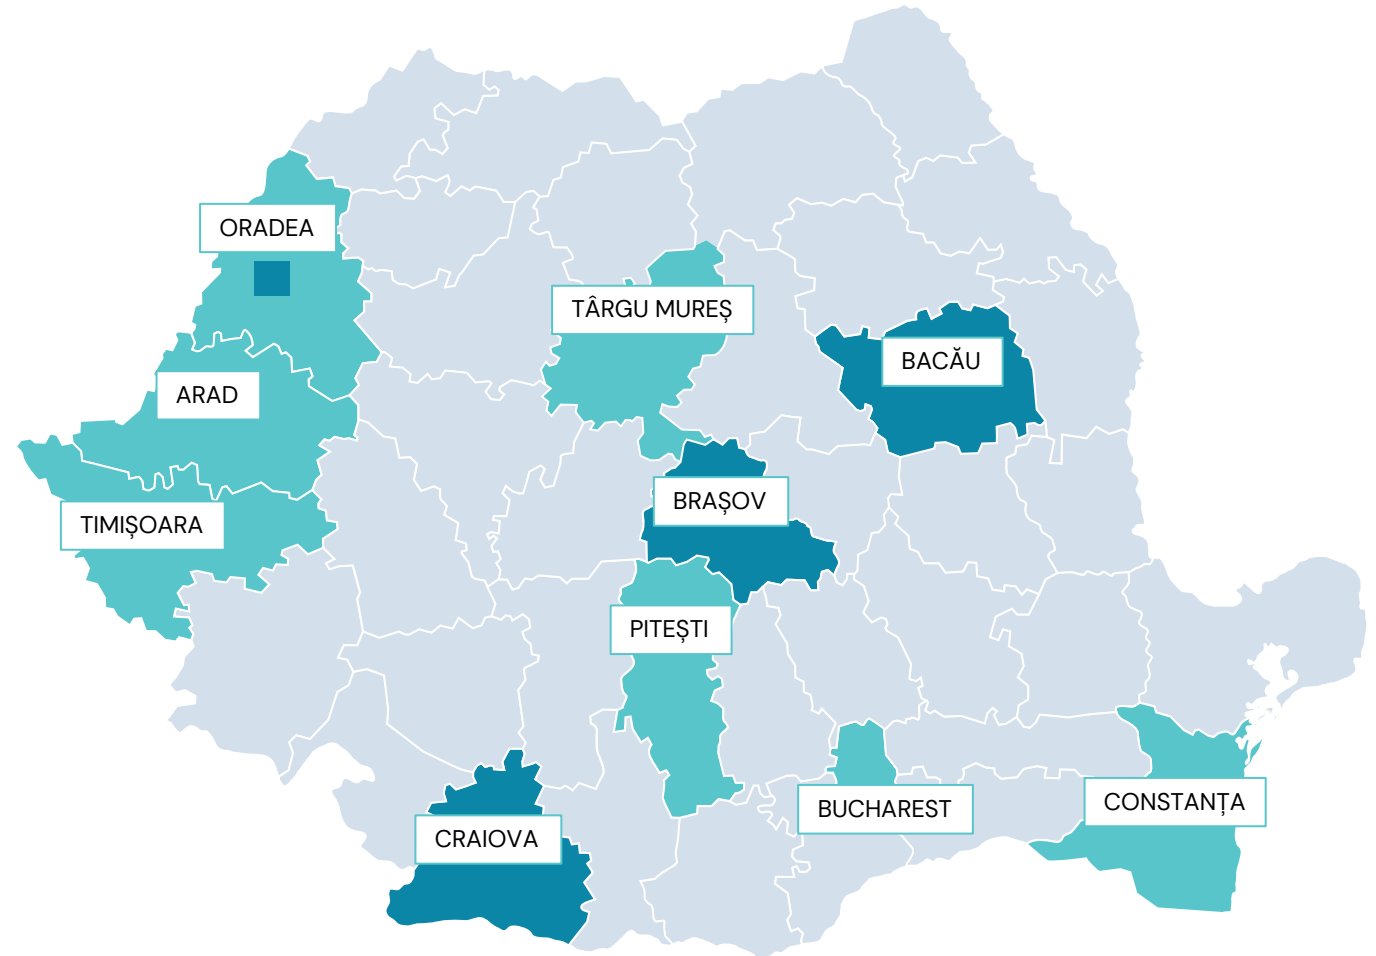 ORADEA
TÂRGU MUREȘ
BACĂU
ARAD
BRAȘOV
TIMIȘOARA
PITEȘTI
CONSTANȚA
BUCHAREST
CRAIOVA